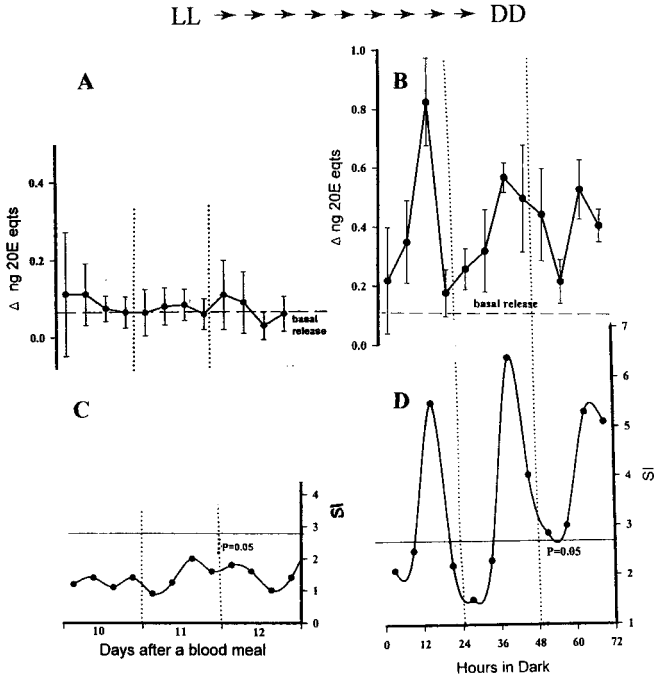 LL DD
A
Δ ng 20E eqts
0.4
0.2
0.0
basal
release
B
Δ ng 20E eqts
1.0
0.8
0.6
0.4
0.2
0.0
basal release
C
SI
4
3
2
1
0
P=0.05
10 11 12
Days after a blood meal
D
SI
7
6
5
4
3
2
1
P=0.05
0 12 24 36 48 60 72
Hours in Dark